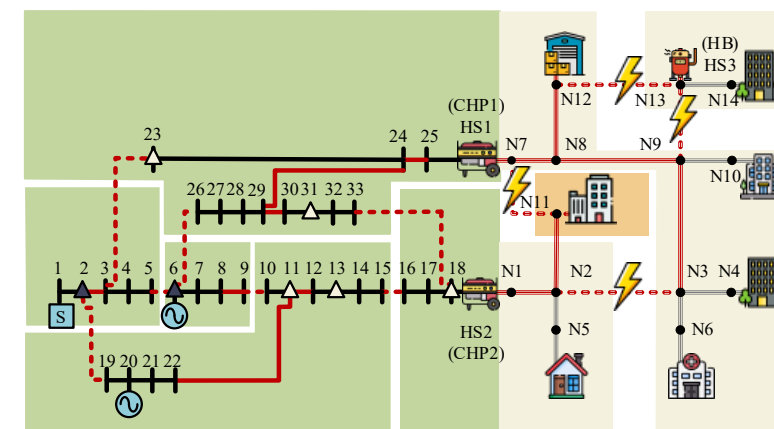 (HB)
HS3
N12
N13
N14
(CHP1)
HS1
23
24
25
N7
N8
N9
N10
26 27 28 29 30 31 32 33
N11
1 2 3 4 5 6 7 8 9 10 11 12 13 14 15 16 17 18
N1
N2
N3
N4
S
HS2
(CHP2)
N5
N6
19 20 21 22